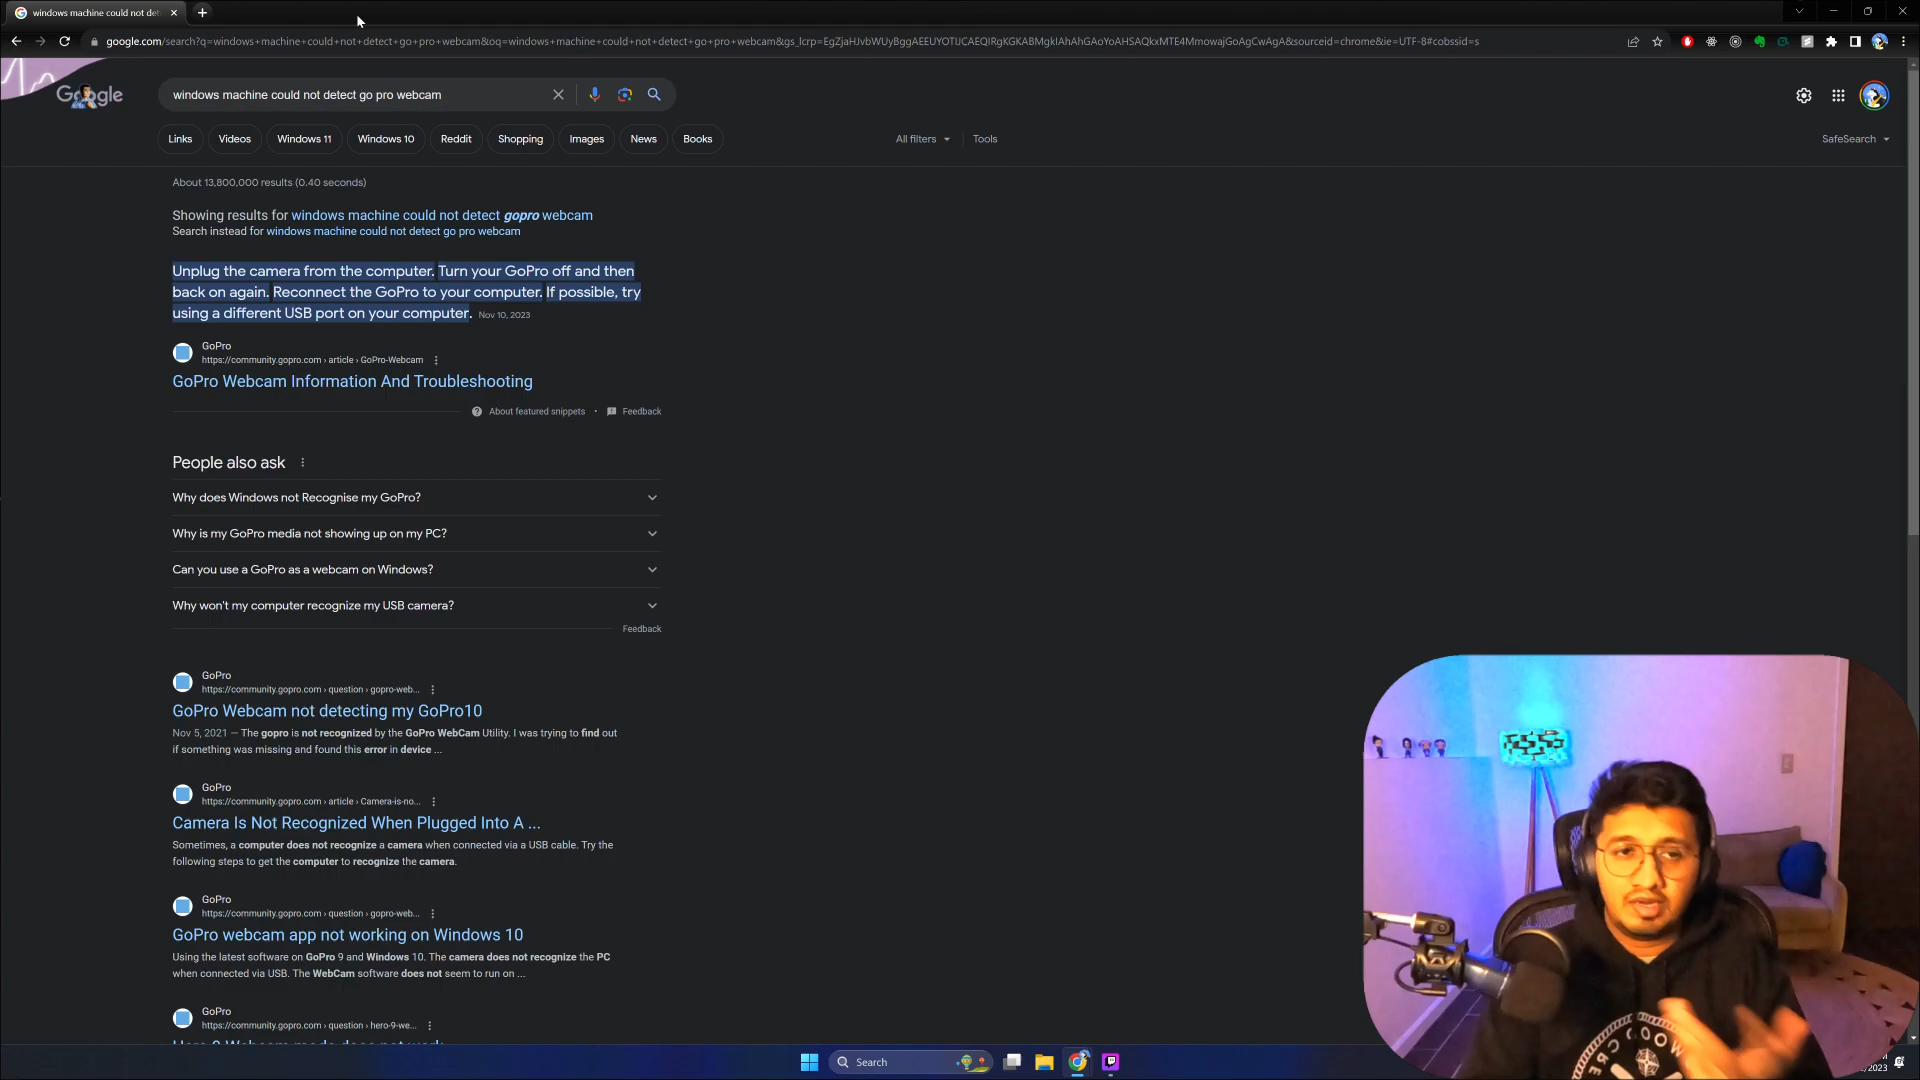 windows machine could not det
google.com/search?q=windows+machine+could+not+detect+go+pro+webcam&oq=windows+machine+could+not+detect+go+pro+webcam&gs_lcrp=EgZjaHJvbWUyBggAEEUYOTIJCAEQIRgKGKABMgkIAhAhGAoYoAHSAQkxMTE4MmowajGoAgCwAgA&sourceid=chrome&ie=UTF-8#cobssid=s
Google
windows machine could not detect go pro webcam
Links
Videos
Windows 11
Windows 10
Reddit
Shopping
Images
News
Books
All filters
Tools
SafeSearch
About 13,800,000 results (0.40 seconds)
Showing results for windows machine could not detect gopro webcam
Search instead for windows machine could not detect go pro webcam
Unplug the camera from the computer. Turn your GoPro off and then
back on again. Reconnect the GoPro to your computer. If possible, try
using a different USB port on your computer. Nov 10, 2023
GoPro
https://community.gopro.com › article › GoPro-Webcam
GoPro Webcam Information And Troubleshooting
About featured snippets • Feedback
People also ask
Why does Windows not Recognise my GoPro?
Why is my GoPro media not showing up on my PC?
Can you use a GoPro as a webcam on Windows?
Why won't my computer recognize my USB camera?
Feedback
GoPro
https://community.gopro.com › question › gopro-web...
GoPro Webcam not detecting my GoPro10
Nov 5, 2021 — The gopro is not recognized by the GoPro WebCam Utility. I was trying to find out
if something was missing and found this error in device ...
GoPro
https://community.gopro.com › article › Camera-is-no...
Camera Is Not Recognized When Plugged Into A ...
Sometimes, a computer does not recognize a camera when connected via a USB cable. Try the
following steps to get the computer to recognize the camera.
GoPro
https://community.gopro.com › question › gopro-web...
GoPro webcam app not working on Windows 10
Using the latest software on GoPro 9 and Windows 10. The camera does not recognize the PC
when connected via USB. The WebCam software does not seem to run on ...
GoPro
https://community.gopro.com › question › hero-9-we...
Search